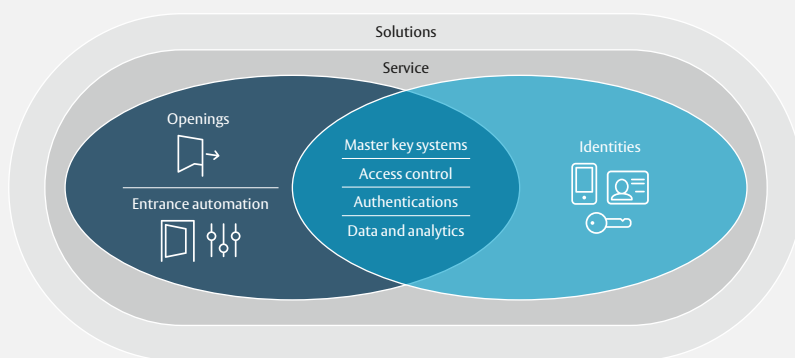 Solutions
Service
Openings
Entrance automation
Master key systems
Access control
Authentications
Data and analytics
Identities